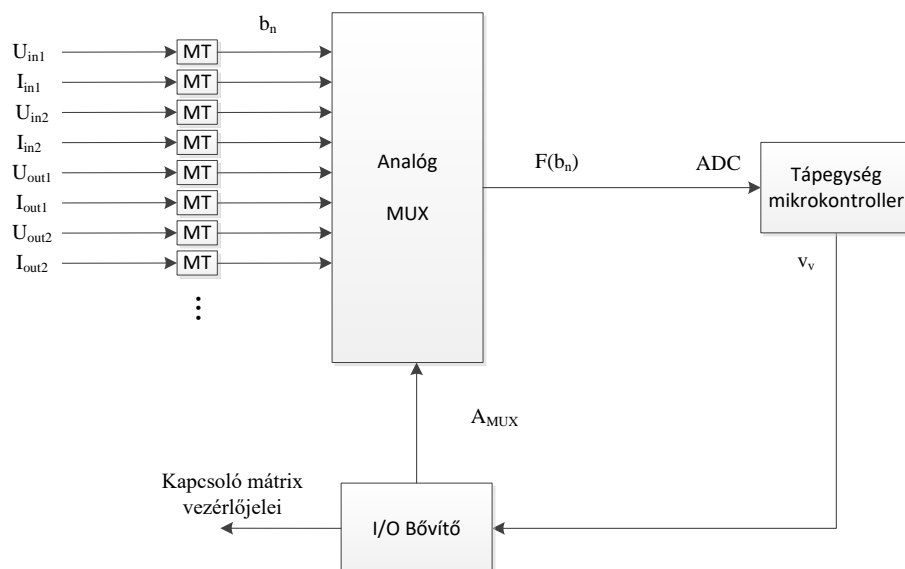 b_n
U_in1 MT
I_in1 MT
U_in2 MT
I_in2 MT
U_out1 MT
I_out1 MT
U_out2 MT
I_out2 MT
Analóg
MUX
F(b_n)
ADC
Tápegység
mikrokontroller
v_v
A_MUX
Kapcsoló mátrix
vezérlőjelei
I/O Bővítő